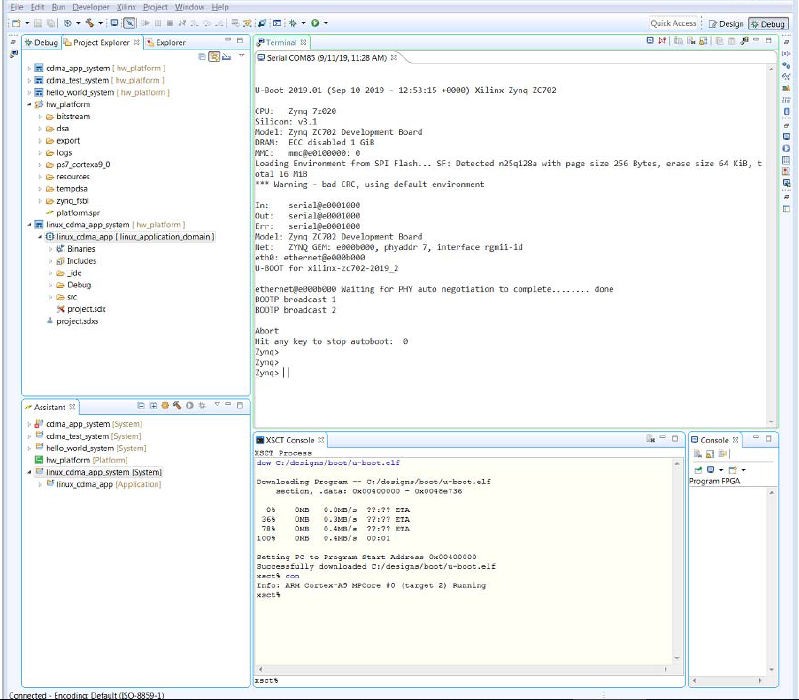 File Edit Run Developer Xilinx Project Window Help
Quick Access Design Debug
Debug Project Explorer Explorer
cdma_app_system [ hw_platform ]
cdma_test_system [ hw_platform ]
hello_world_system [ hw_platform ]
hw_platform
bitstream
dsa
export
logs
ps7_cortexa9_0
resources
tempdsa
zynq_fsbl
platform.spr
linux_cdma_app_system [ hw_platform ]
linux_cdma_app [ linux_application_domain ]
Binaries
Includes
_ide
Debug
src
project.sdx
project.sdxs
Assistant
cdma_app_system [System]
cdma_test_system [System]
hello_world_system [System]
hw_platform [Platform]
linux_cdma_app_system [System]
linux_cdma_app [Application]
Terminal
Serial COM85 (9/11/19, 11:28 AM)
U-Boot 2019.01 (Sep 10 2019 - 12:53:15 +0000) Xilinx Zynq ZC702
CPU: Zynq 7z020
Silicon: v3.1
Model: Zynq ZC702 Development Board
DRAM: ECC disabled 1 GiB
MMC: mmc@e0100000: 0
Loading Environment from SPI Flash... SF: Detected n25q128a with page size 256 Bytes, erase size 64 KiB, t
otal 16 MiB
*** Warning - bad CRC, using default environment
In: serial@e0001000
Out: serial@e0001000
Err: serial@e0001000
Model: Zynq ZC702 Development Board
Net: ZYNQ GEM: e000b000, phyaddr 7, interface rgmii-id
eth0: ethernet@e000b000
U-BOOT for xilinx-zc702-2019_2
ethernet@e000b000 Waiting for PHY auto negotiation to complete........ done
BOOTP broadcast 1
BOOTP broadcast 2
Abort
Hit any key to stop autoboot: 0
Zynq>
Zynq>
Zynq>
XSCT Console
XSCT Process
dow C:/designs/boot/u-boot.elf
Downloading Program -- C:/designs/boot/u-boot.elf
section, .data: 0x00400000 - 0x0048e736
0% 0MB 0.0MB/s ??:?? ETA
36% 0MB 0.3MB/s ??:?? ETA
78% 0MB 0.4MB/s ??:?? ETA
100% 0MB 0.4MB/s 00:01
Setting PC to Program Start Address 0x00400000
Successfully downloaded C:/designs/boot/u-boot.elf
xsct% con
Info: ARM Cortex-A9 MPCore #0 (target 2) Running
xsct%
xsct%
Console
Program FPGA
Connected - Encoding: Default (ISO-8859-1)